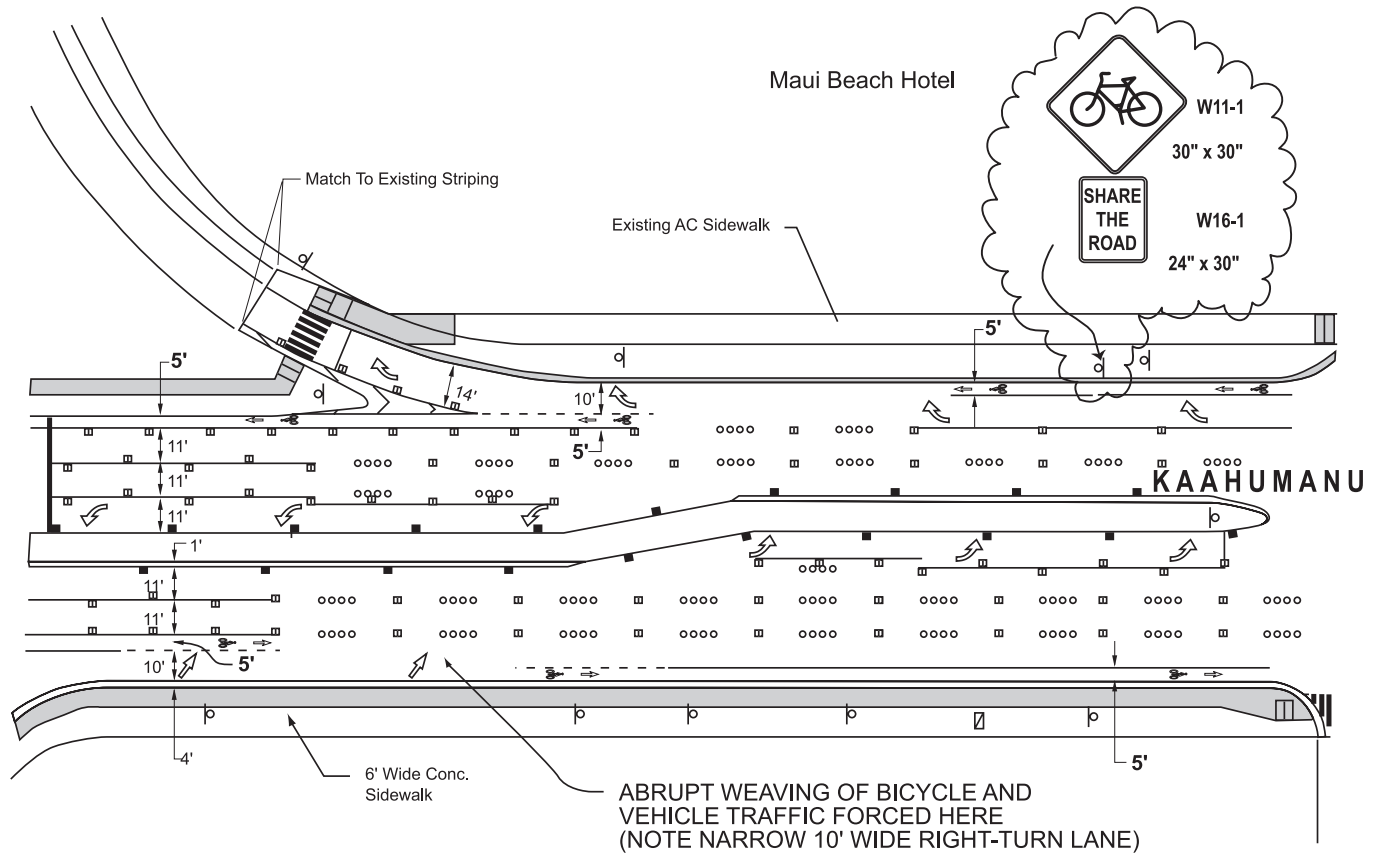 Maui Beach Hotel
W11-1
30" x 30"
SHARE
THE
ROAD
W16-1
24" x 30"
Match To Existing Striping
Existing AC Sidewalk
5'
5'
14'
10'
5'
11'
11'
11'
KAAHUMANU
1'
11'
11'
5'
10'
4'
5'
6' Wide Conc.
Sidewalk
ABRUPT WEAVING OF BICYCLE AND
VEHICLE TRAFFIC FORCED HERE
(NOTE NARROW 10' WIDE RIGHT-TURN LANE)